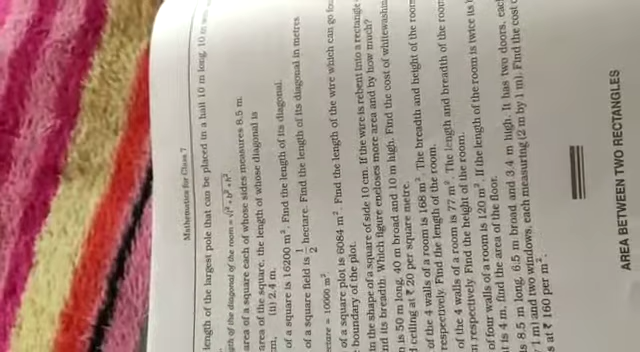 Mathematics for Class 7
length of the largest pole that can be placed in a hall 10 m long, 10 m
gth of the diagonal of the room = √l² + b² + h²
area of a square each of whose sides measures 8.5 m.
area of the square, the length of whose diagonal is
m, (ii) 2.4 m.
of a square is 16200 m². Find the length of its diagonal.
of a square field is 1/2 hectare. Find the length of its diagonal in metres.
ectare = 10000 m²
of a square plot is 6084 m². Find the length of the wire which can go
boundary of the plot.
in the shape of a square of side 10 cm. If the wire is rebent into a rectangle
nd its breadth. Which figure encloses more area and by how much?
is 50 m long, 40 m broad and 10 m high. Find the cost of
d ceiling at ₹ 20 per square metre.
of the 4 walls of a room is 168 m². The breadth and height of the room
respectively. Find the length of the room.
of the 4 walls of a room is 77 m². The length and breadth of the room
m respectively. Find the height of the room.
of four walls of a room is 120 m². If the length of the room is twice its
t is 4 m, find the area of the floor.
is 8.5 m long, 6.5 m broad and 3.4 m high. It has two doors, each
1 m) and two windows, each measuring (2 m by 1 m). Find the cost
s at ₹ 160 per m².
AREA BETWEEN TWO RECTANGLES